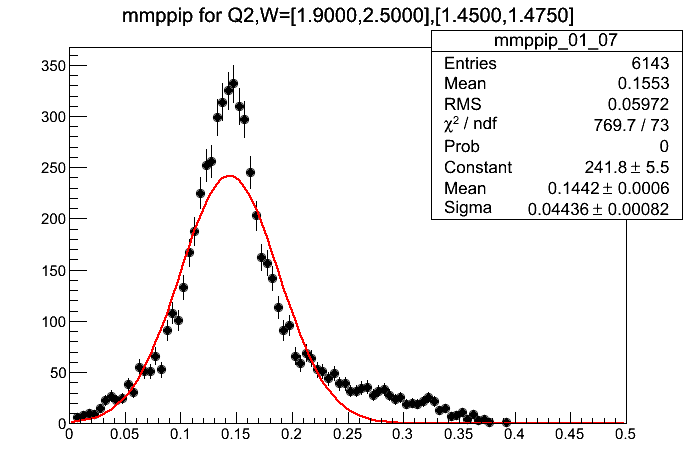 mmppip for Q2,W=[1.9000,2.5000],[1.4500,1.4750]
mmppip_01_07
Entries 6143
Mean 0.1553
RMS 0.05972
χ² / ndf 769.7 / 73
Prob 0
Constant 241.8 ± 5.5
Mean 0.1442 ± 0.0006
Sigma 0.04436 ± 0.00082
350
300
250
200
150
100
50
0
0 0.05 0.1 0.15 0.2 0.25 0.3 0.35 0.4 0.45 0.5